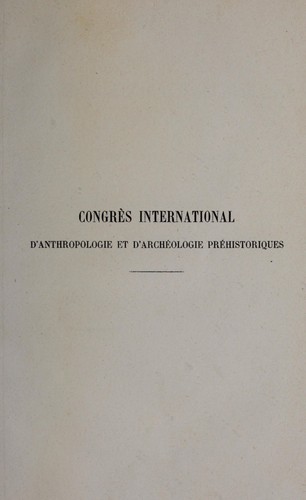 CONGRÈS INTERNATIONAL
D'ANTHROPOLOGIE ET D'ARCHÉOLOGIE PRÉHISTORIQUES